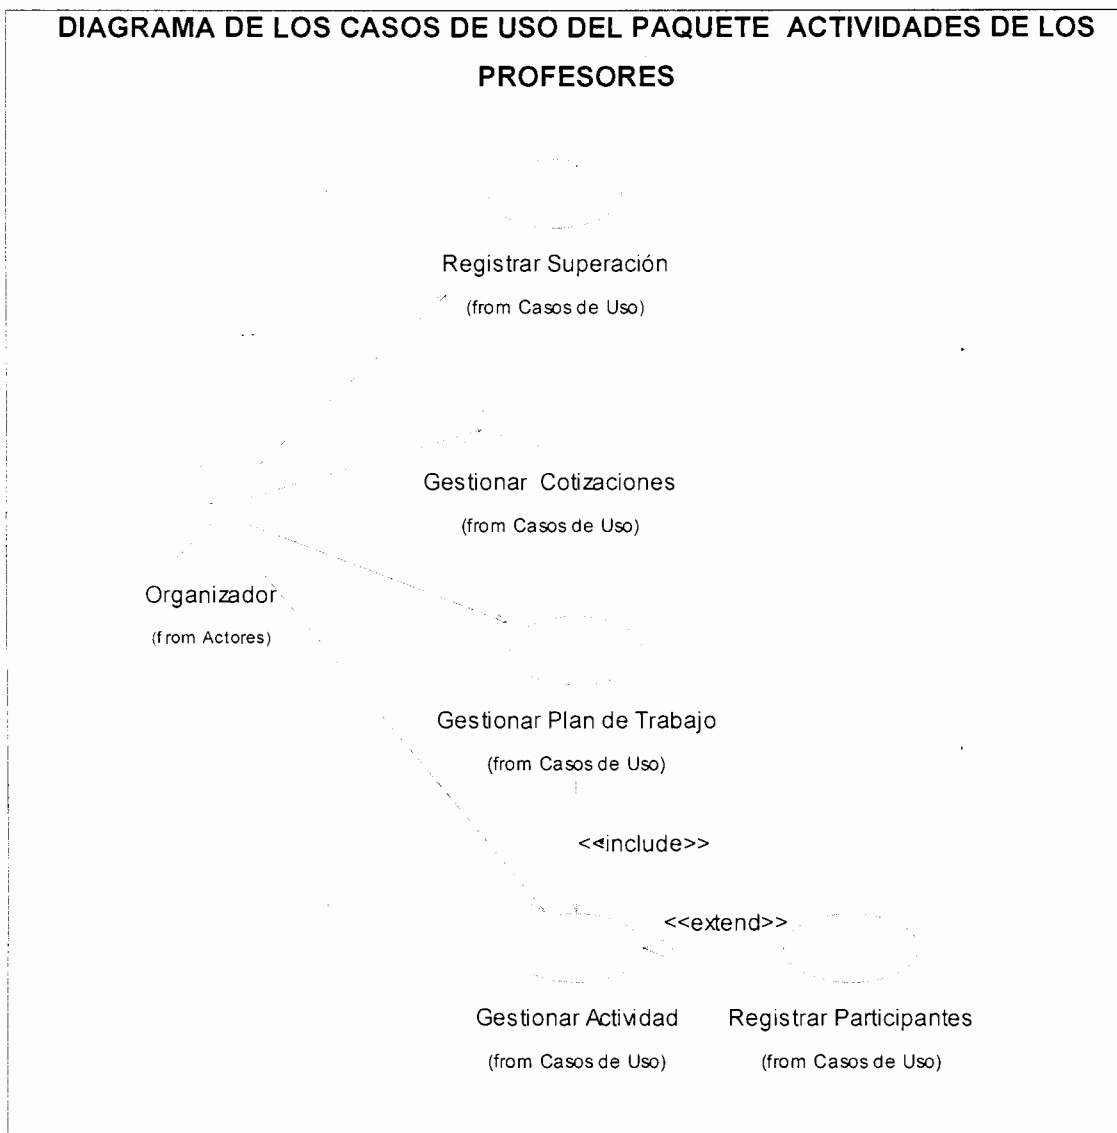 DIAGRAMA DE LOS CASOS DE USO DEL PAQUETE ACTIVIDADES DE LOS
PROFESORES
Registrar Superación
(from Casos de Uso)
Gestionar Cotizaciones
(from Casos de Uso)
Organizador
(from Actores)
Gestionar Plan de Trabajo
(from Casos de Uso)
<<include>>
<<extend>>
Gestionar Actividad
(from Casos de Uso)
Registrar Participantes
(from Casos de Uso)